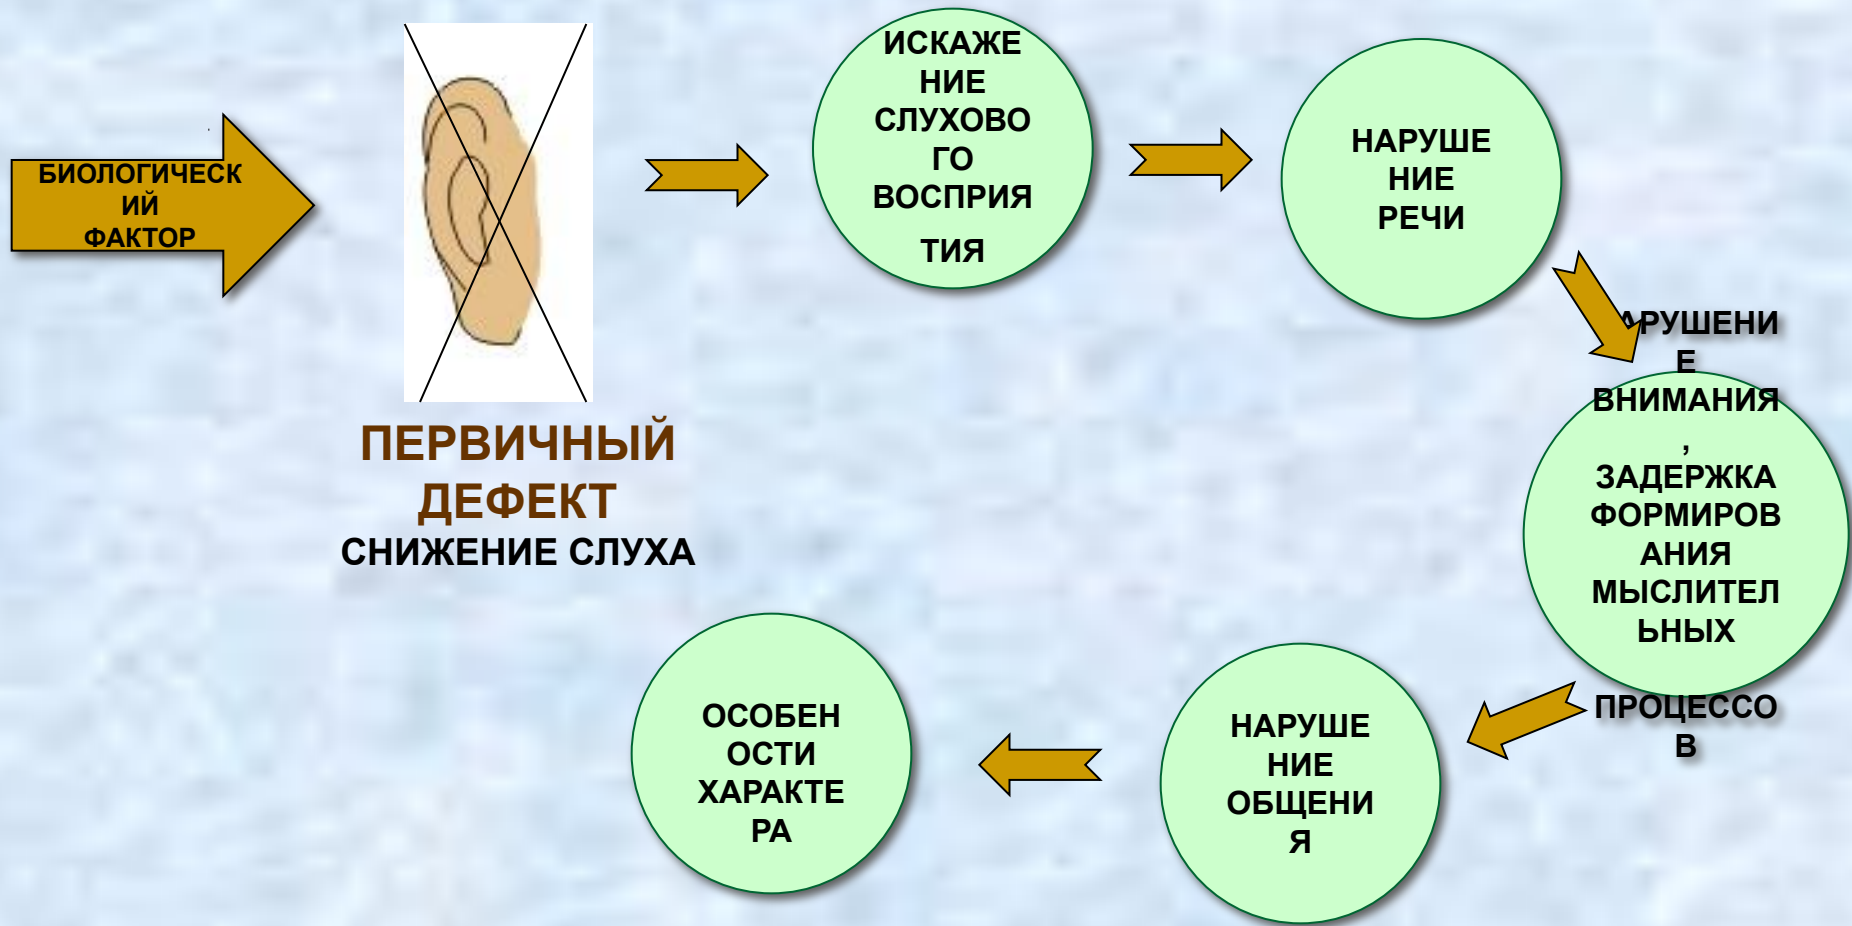 БИОЛОГИЧЕСК
ИЙ
ФАКТОР
ПЕРВИЧНЫЙ
ДЕФЕКТ
СНИЖЕНИЕ СЛУХА
ИСКАЖЕ
НИЕ
СЛУХОВО
ГО
ВОСПРИЯ
ТИЯ
НАРУШЕ
НИЕ
РЕЧИ
АРУШЕНИ
Е
ВНИМАНИЯ
,
ЗАДЕРЖКА
ФОРМИРОВ
АНИЯ
МЫСЛИТЕЛ
ЬНЫХ
ПРОЦЕССО
В
НАРУШЕ
НИЕ
ОБЩЕНИ
Я
ОСОБЕН
ОСТИ
ХАРАКТЕ
РА